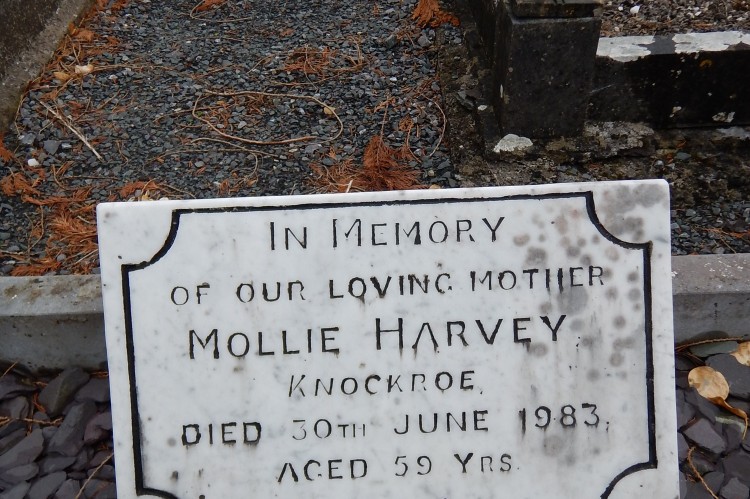 IN MEMORY
OF OUR LOVING MOTHER
MOLLIE HARVEY
KNOCKROE.
DIED 30TH JUNE 1983.
AGED 59 YRS.